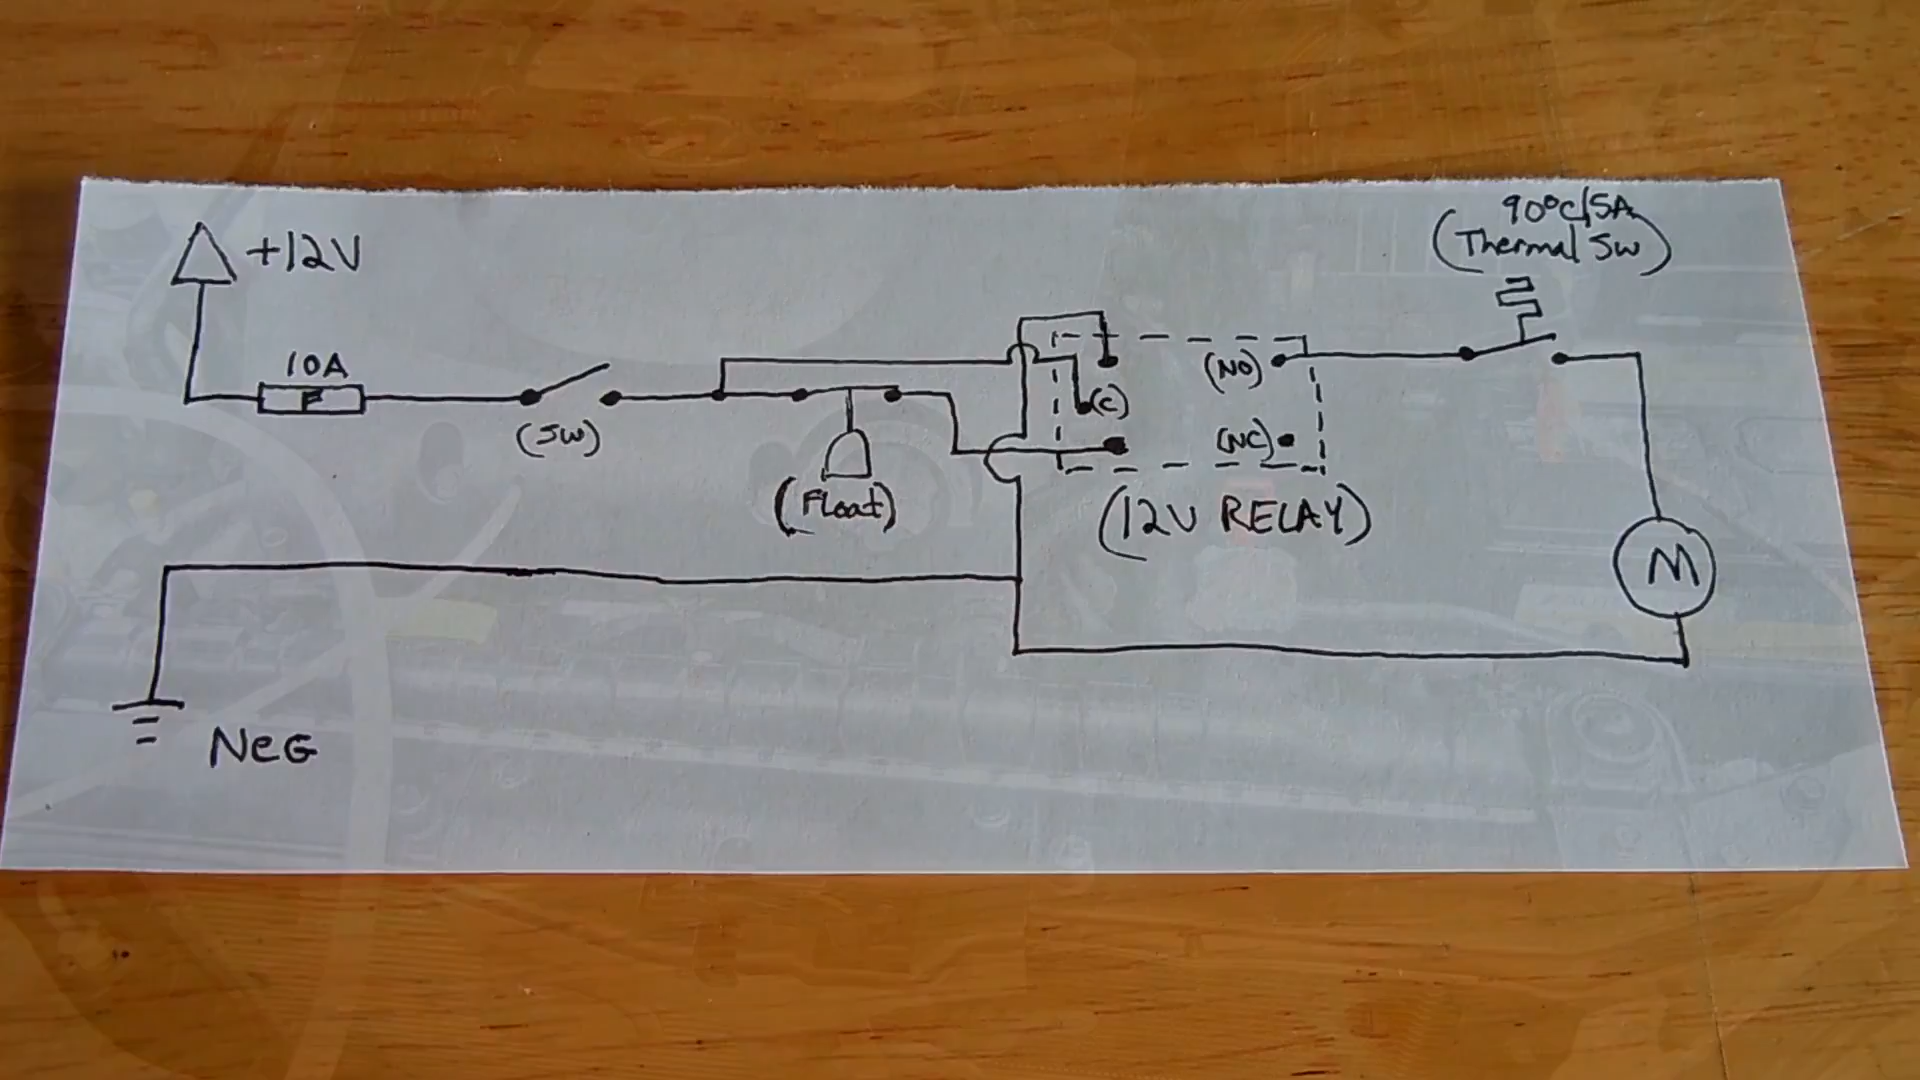 +12V
90°C/5A
(Thermal SW)
10A
F
(SW)
(Float)
(C)
(NO)
(NC)
(12V RELAY)
M
NEG